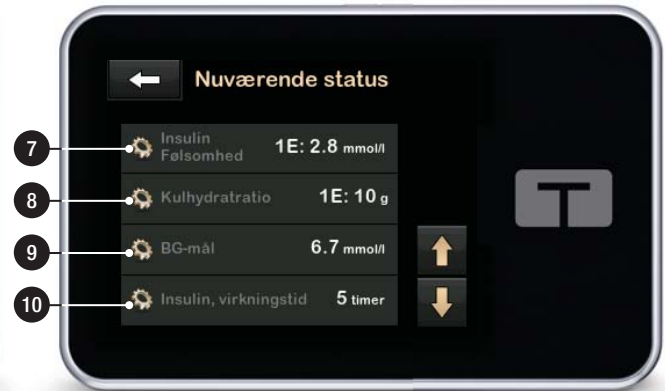 Nuværende status
7
Insulin
Følsomhed
1E: 2.8 mmol/l
8
Kulhydratratio
1E: 10 g
9
BG-mål
6.7 mmol/l
10
Insulin, virkningstid
5 timer
T